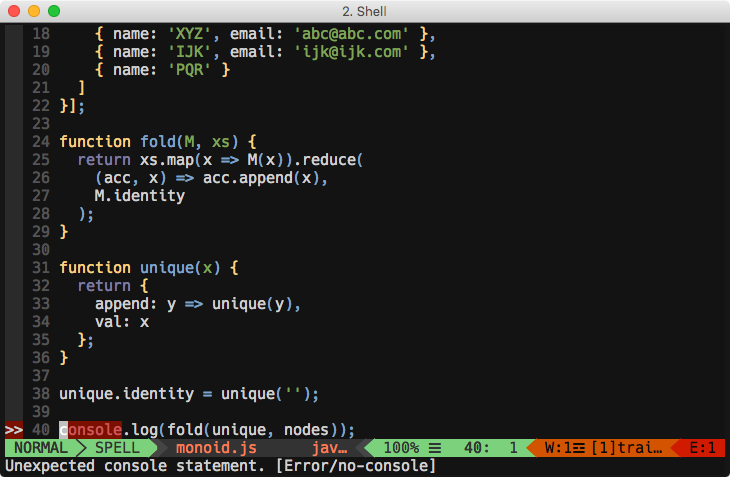 2. Shell
18     { name: 'XYZ', email: 'abc@abc.com' },
19     { name: 'IJK', email: 'ijk@ijk.com' },
20     { name: 'PQR' }
21   ]
22 }];
23
24 function fold(M, xs) {
25   return xs.map(x => M(x)).reduce(
26     (acc, x) => acc.append(x),
27     M.identity
28   );
29 }
30
31 function unique(x) {
32   return {
33     append: y => unique(y),
34     val: x
35   };
36 }
37
38 unique.identity = unique('');
39
>> 40 console.log(fold(unique, nodes));
NORMAL > SPELL > monoid.js jav… < 100% ☰ 40: 1 < W:1☲[1]trai… < E:1
Unexpected console statement. [Error/no-console]